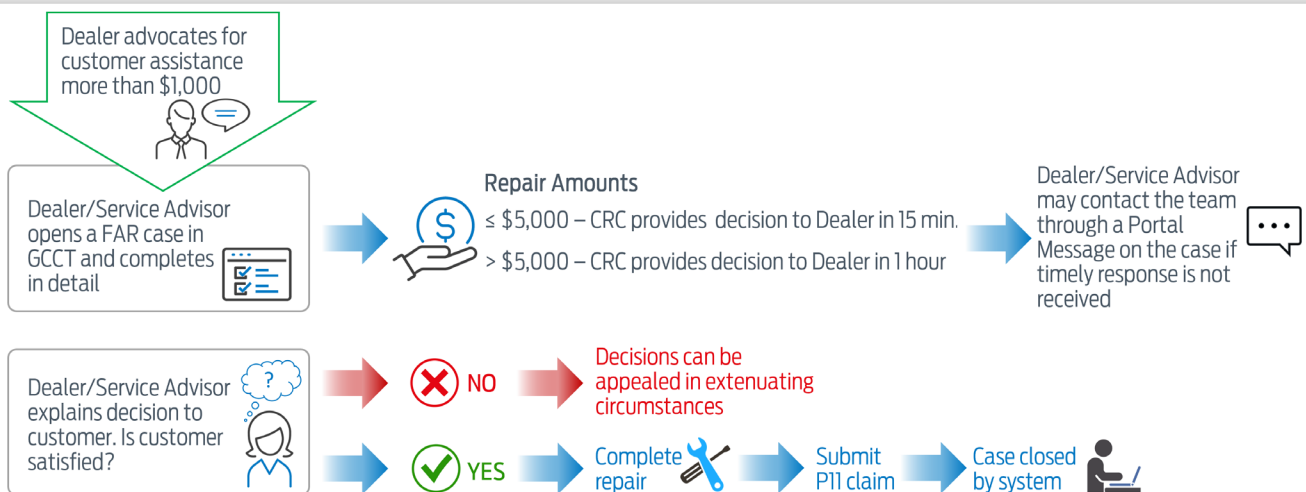 Dealer advocates for
customer assistance
more than $1,000
Dealer/Service Advisor
opens a FAR case in
GCCT and completes
in detail
$
Repair Amounts
≤ $5,000 – CRC provides decision to Dealer in 15 min.
> $5,000 – CRC provides decision to Dealer in 1 hour
Dealer/Service Advisor
may contact the team
through a Portal
Message on the case if
timely response is not
received
Dealer/Service Advisor
explains decision to
customer. Is customer
satisfied?
?
NO
Decisions can be
appealed in extenuating
circumstances
YES
Complete
repair
Submit
P11 claim
Case closed
by system